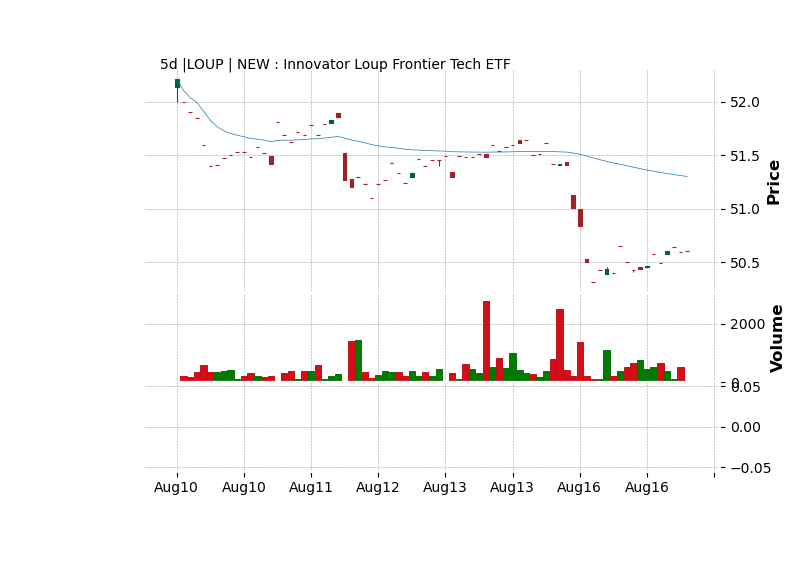 5d |LOUP | NEW : Innovator Loup Frontier Tech ETF
52.0
51.5
51.0
50.5
Price
2000
0
Volume
0.05
0.00
−0.05
Aug10 Aug10 Aug11 Aug12 Aug13 Aug13 Aug16 Aug16